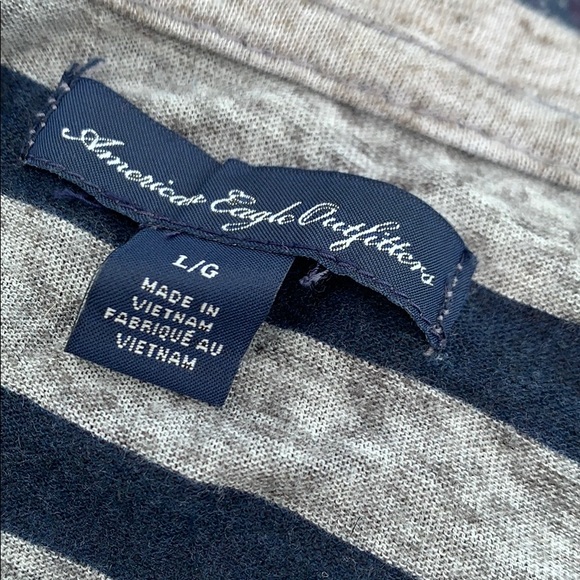 American Eagle Outfitters
L/G
MADE IN
VIETNAM
FABRIQUÉ AU
VIETNAM